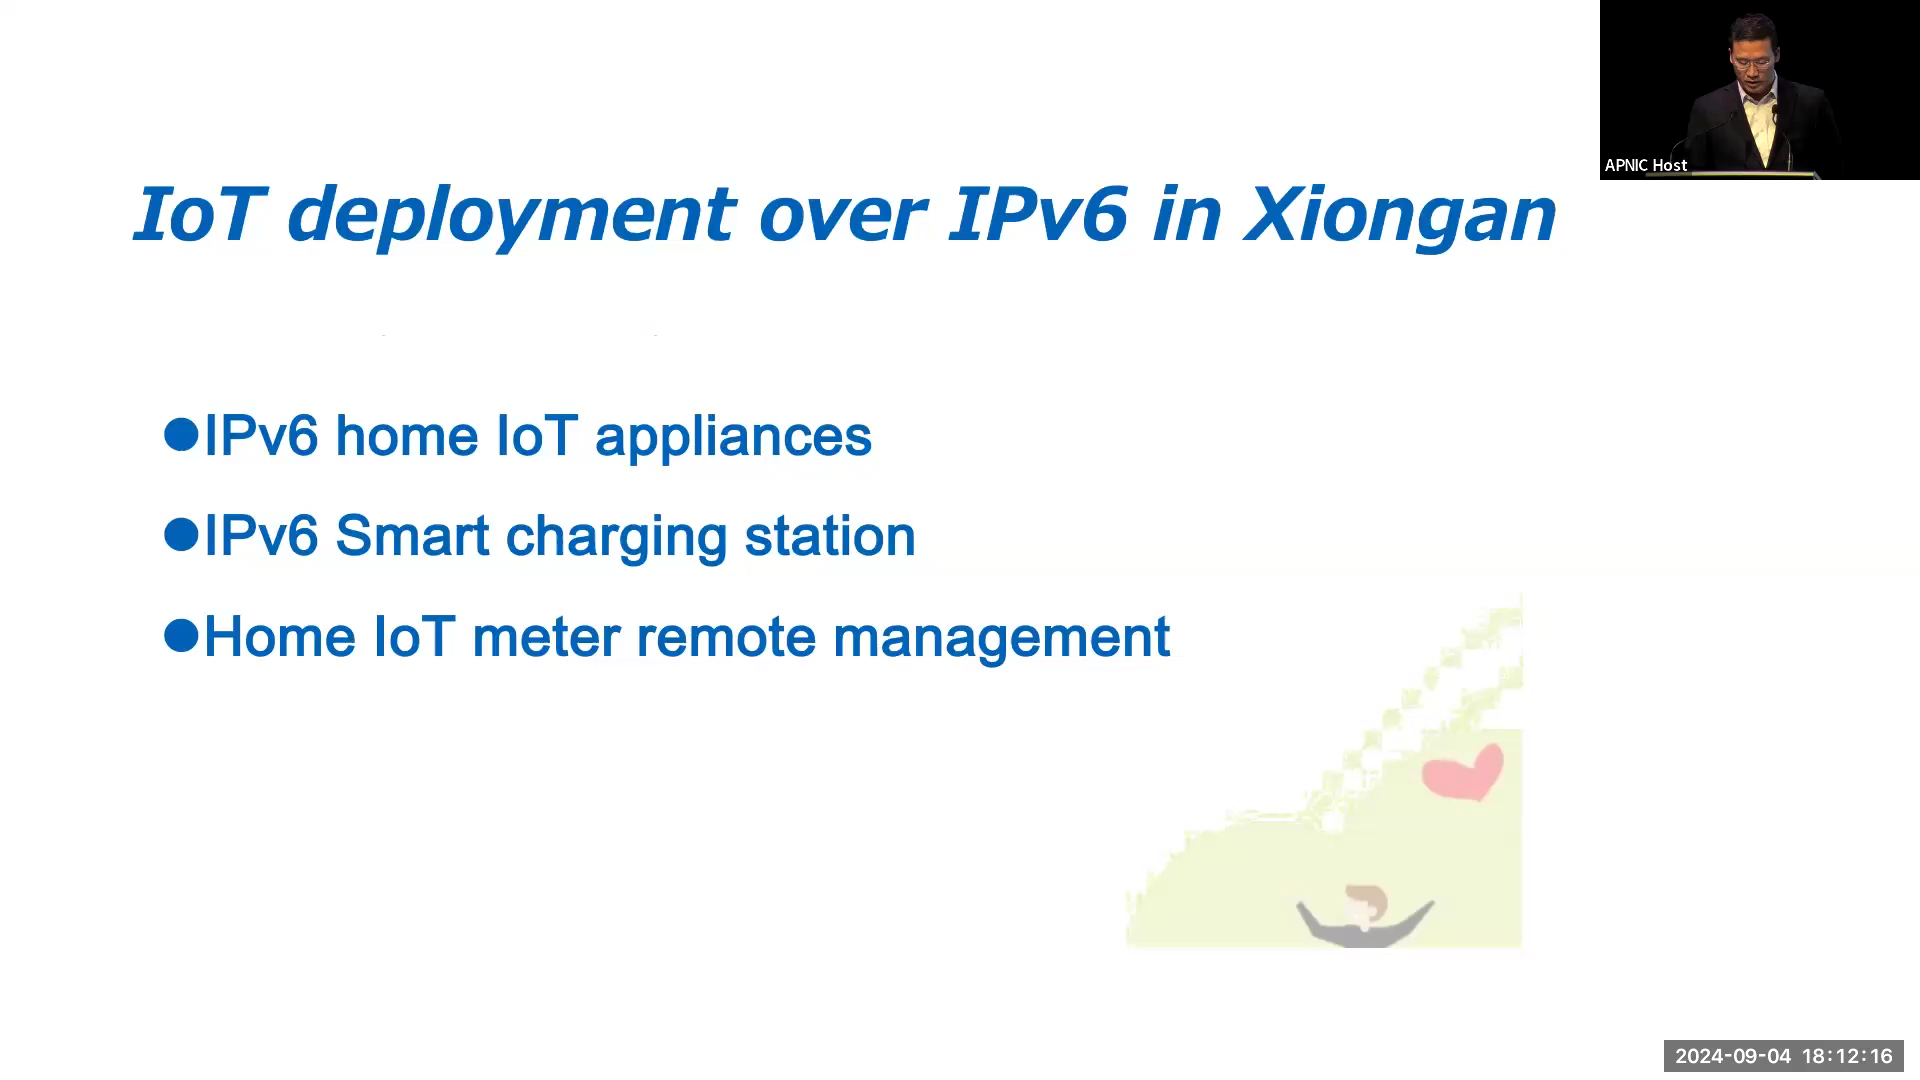 APNIC Host
IoT deployment over IPv6 in Xiongan
●IPv6 home IoT appliances
●IPv6 Smart charging station
●Home IoT meter remote management
2024-09-04 18:12:16